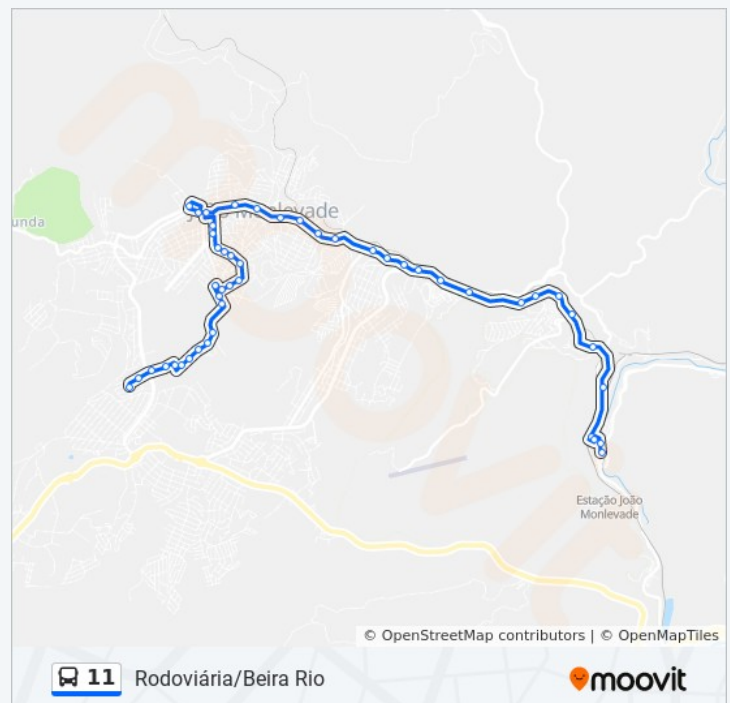 unda
João Monlevade
Estação João
Monlevade
© OpenStreetMap contributors | © OpenMapTiles
11 Rodoviária/Beira Rio
moovit